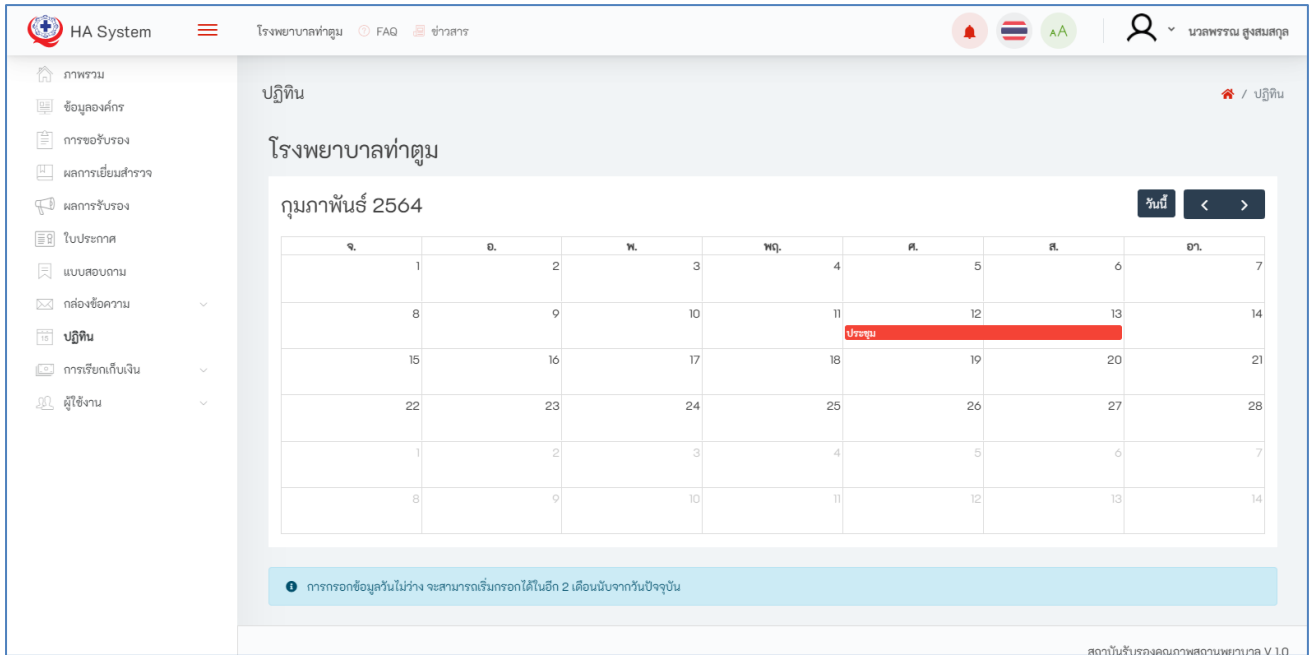 HA System
โรงพยาบาลท่าตูม FAQ ข่าวสาร AA นวลพรรณ สูงสมสกุล
ภาพรวม
ข้อมูลองค์กร
การขอรับรอง
ผลการเยี่ยมสำรวจ
ผลการรับรอง
ใบประกาศ
แบบสอบถาม
กล่องข้อความ
ปฏิทิน
การเรียกเก็บเงิน
ผู้ใช้งาน
ปฏิทิน / ปฏิทิน
โรงพยาบาลท่าตูม
กุมภาพันธ์ 2564 วันนี้ < >
จ. อ. พ. พฤ. ศ. ส. อา.
1 2 3 4 5 6 7
8 9 10 11 12 13 14
ประชุม
15 16 17 18 19 20 21
22 23 24 25 26 27 28
1 2 3 4 5 6 7
8 9 10 11 12 13 14
การกรอกข้อมูลวันไม่ว่าง จะสามารถเริ่มกรอกได้ในอีก 2 เดือนนับจากวันปัจจุบัน
สถาบันรับรองคุณภาพสถานพยาบาล V 1.0